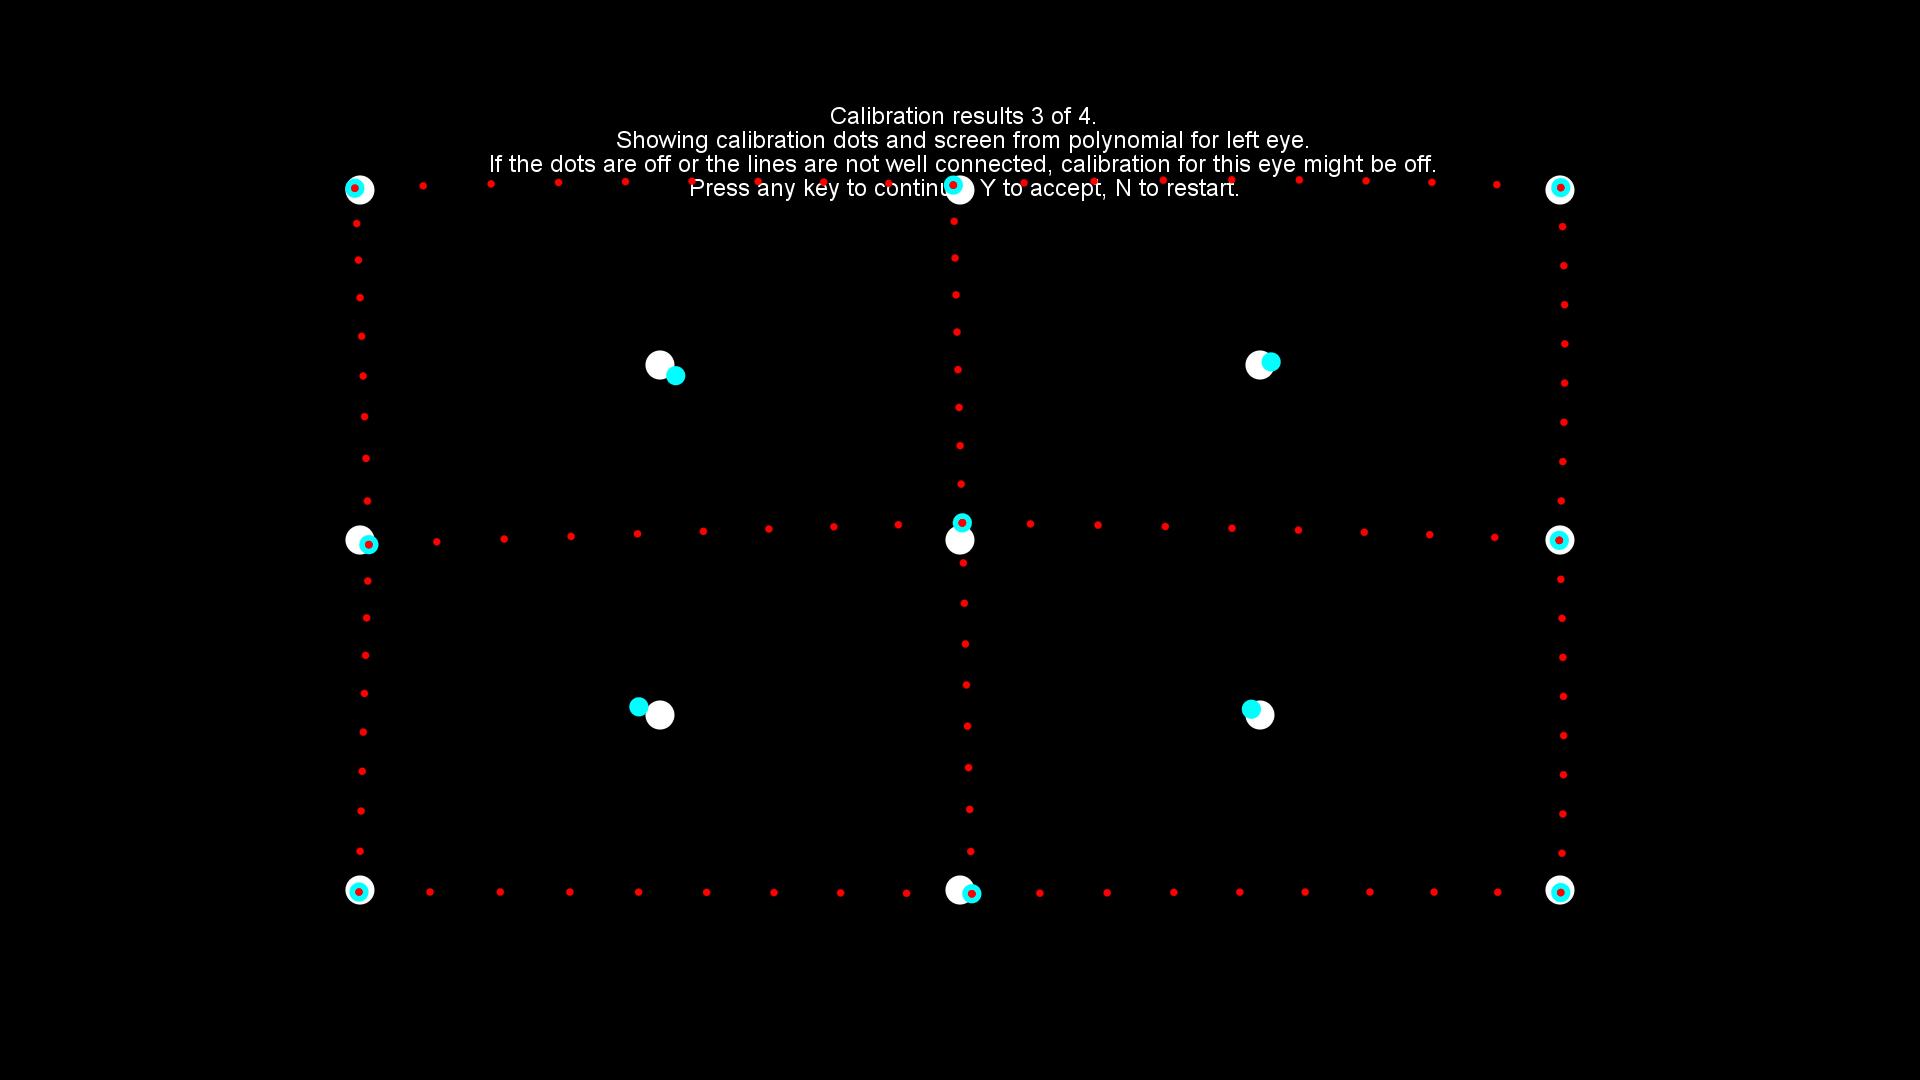 Calibration results 3 of 4.
Showing calibration dots and screen from polynomial for left eye.
If the dots are off or the lines are not well connected, calibration for this eye might be off.
Press any key to continue, Y to accept, N to restart.